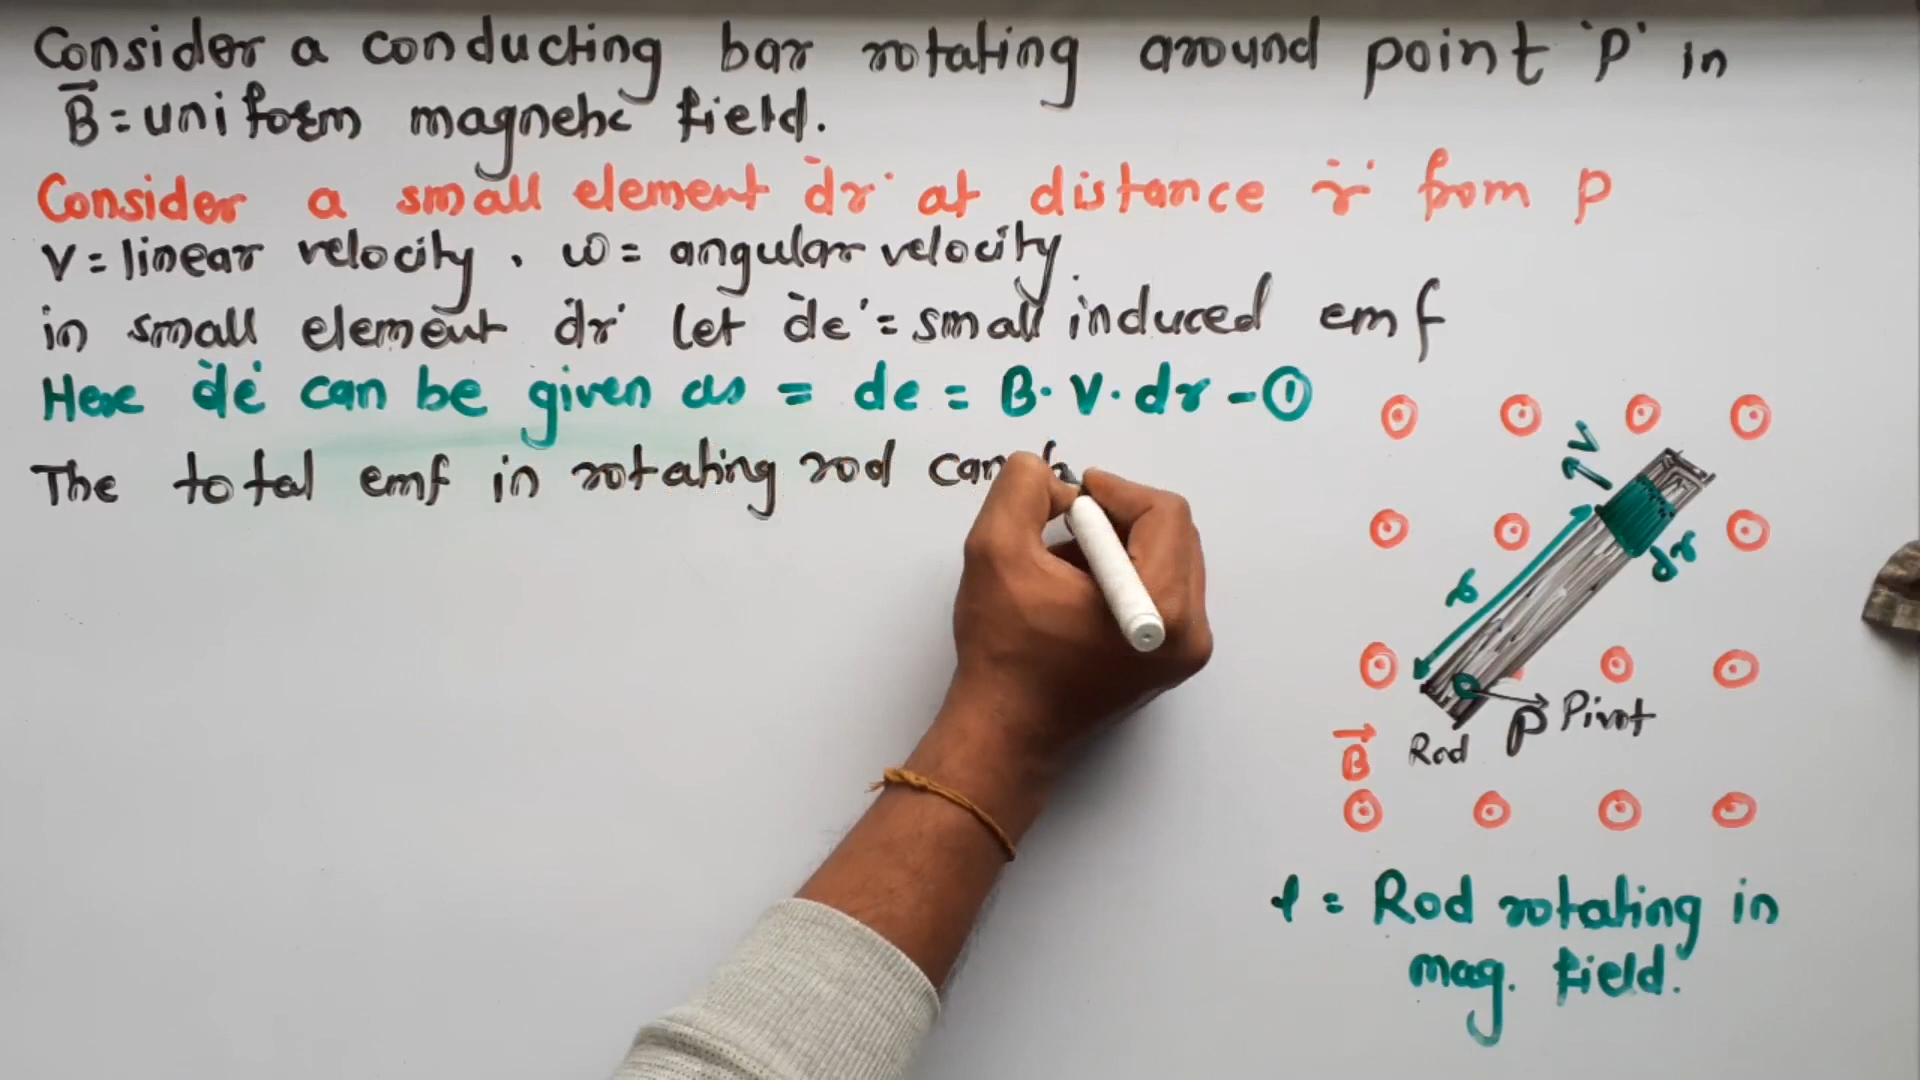 Consider a conducting bar rotating around point 'P' in
B⃗ = uniform magnetic field.
Consider a small element 'dr' at distance 'r' from P
V = linear velocity, ω = angular velocity
in small element 'dr' let 'de' = small induced emf
Here 'de' can be given as = de = B· V· dr - ①
The total emf in rotating rod can
V
dr
r
P Pivot
Rod
B⃗
= Rod rotating in
mag. field.